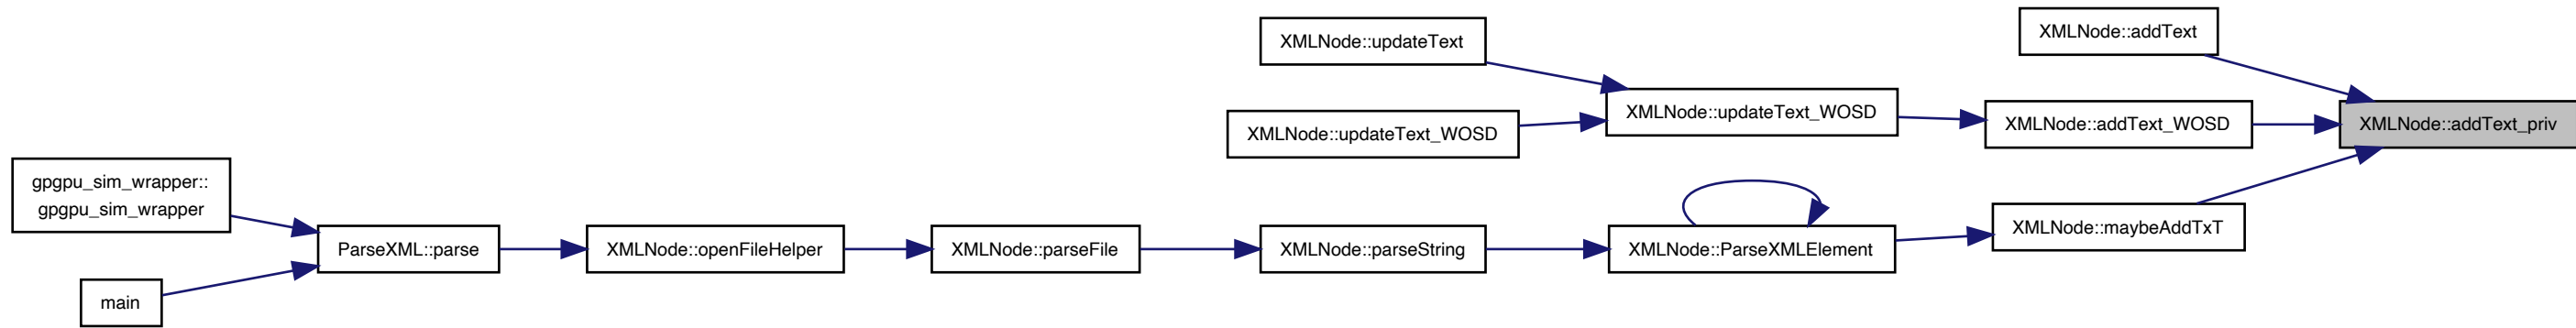 XMLNode::updateText
XMLNode::addText
XMLNode::updateText_WOSD
XMLNode::addText_WOSD
XMLNode::addText_priv
XMLNode::updateText_WOSD
gpgpu_sim_wrapper::
gpgpu_sim_wrapper
ParseXML::parse
XMLNode::openFileHelper
XMLNode::parseFile
XMLNode::parseString
XMLNode::ParseXMLElement
XMLNode::maybeAddTxT
main